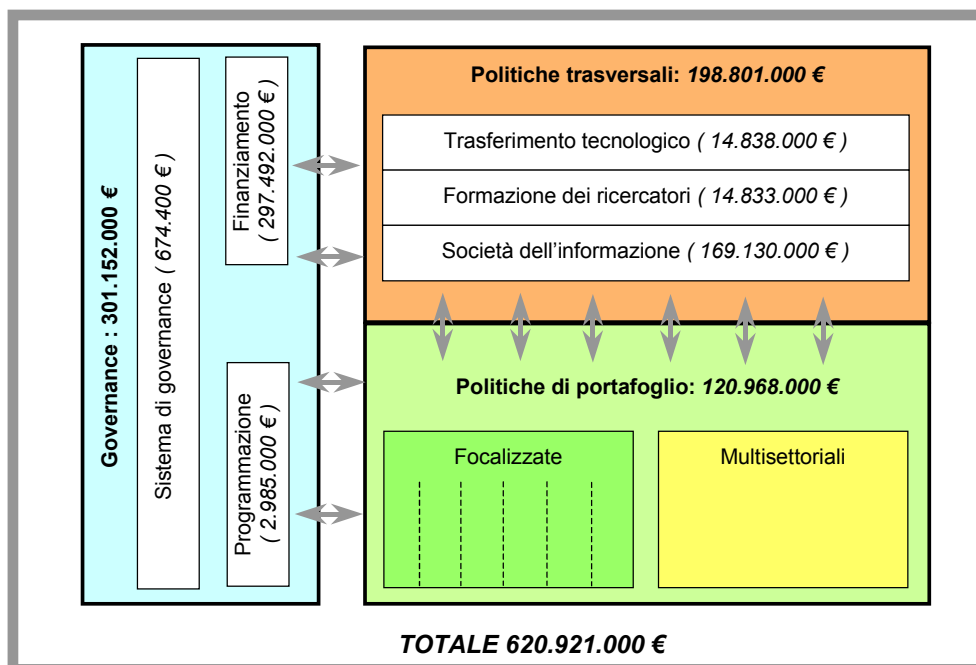 Governance : 301.152.000 €
Sistema di governance ( 674.400 € )
Finanziamento
( 297.492.000 € )
Programmazione
( 2.985.000 € )
Politiche trasversali: 198.801.000 €
Trasferimento tecnologico ( 14.838.000 € )
Formazione dei ricercatori ( 14.833.000 € )
Società dell’informazione ( 169.130.000 € )
Politiche di portafoglio: 120.968.000 €
Focalizzate
Multisettoriali
TOTALE 620.921.000 €